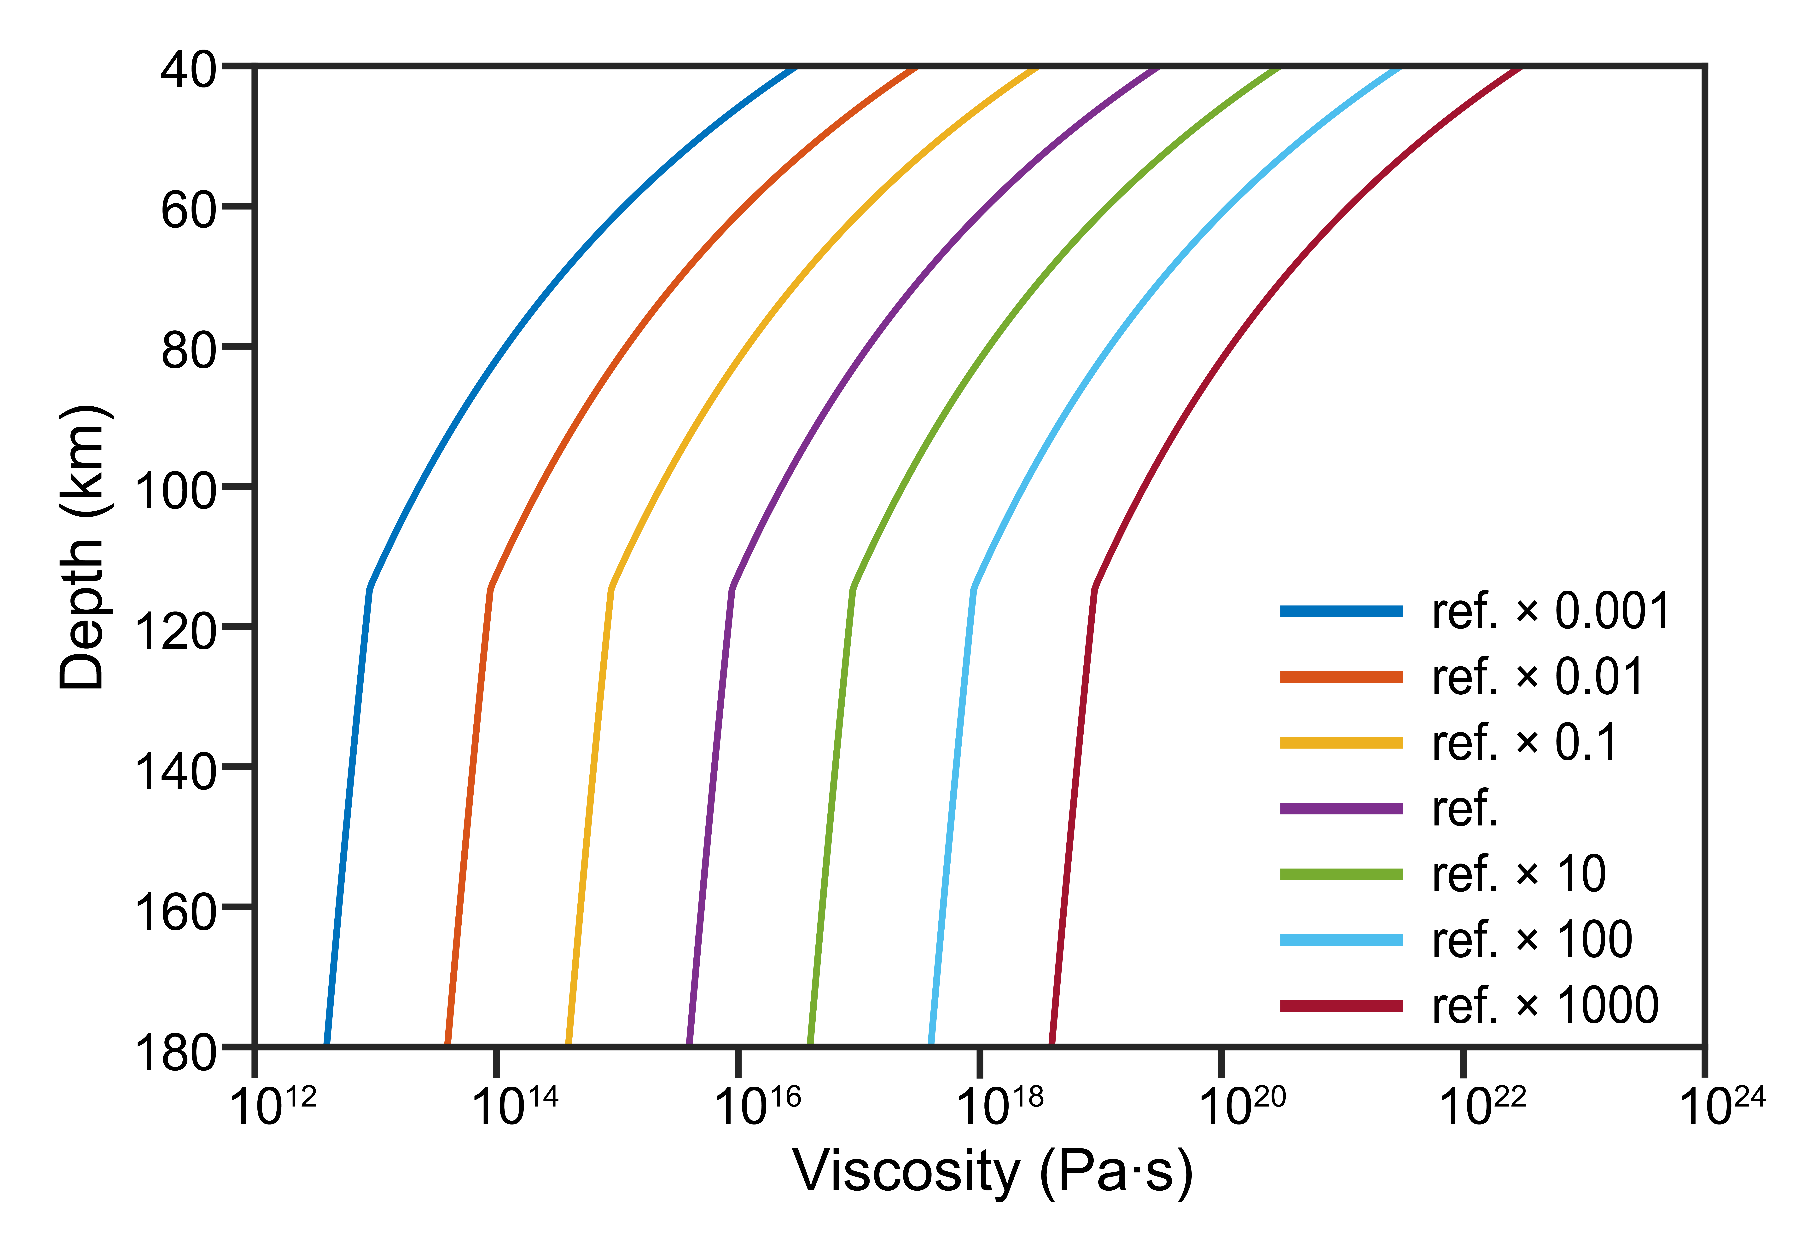 40
60
80
100
120
140
160
180
Depth (km)
10¹² 10¹⁴ 10¹⁶ 10¹⁸ 10²⁰ 10²² 10²⁴
Viscosity (Pa·s)
ref. × 0.001
ref. × 0.01
ref. × 0.1
ref.
ref. × 10
ref. × 100
ref. × 1000